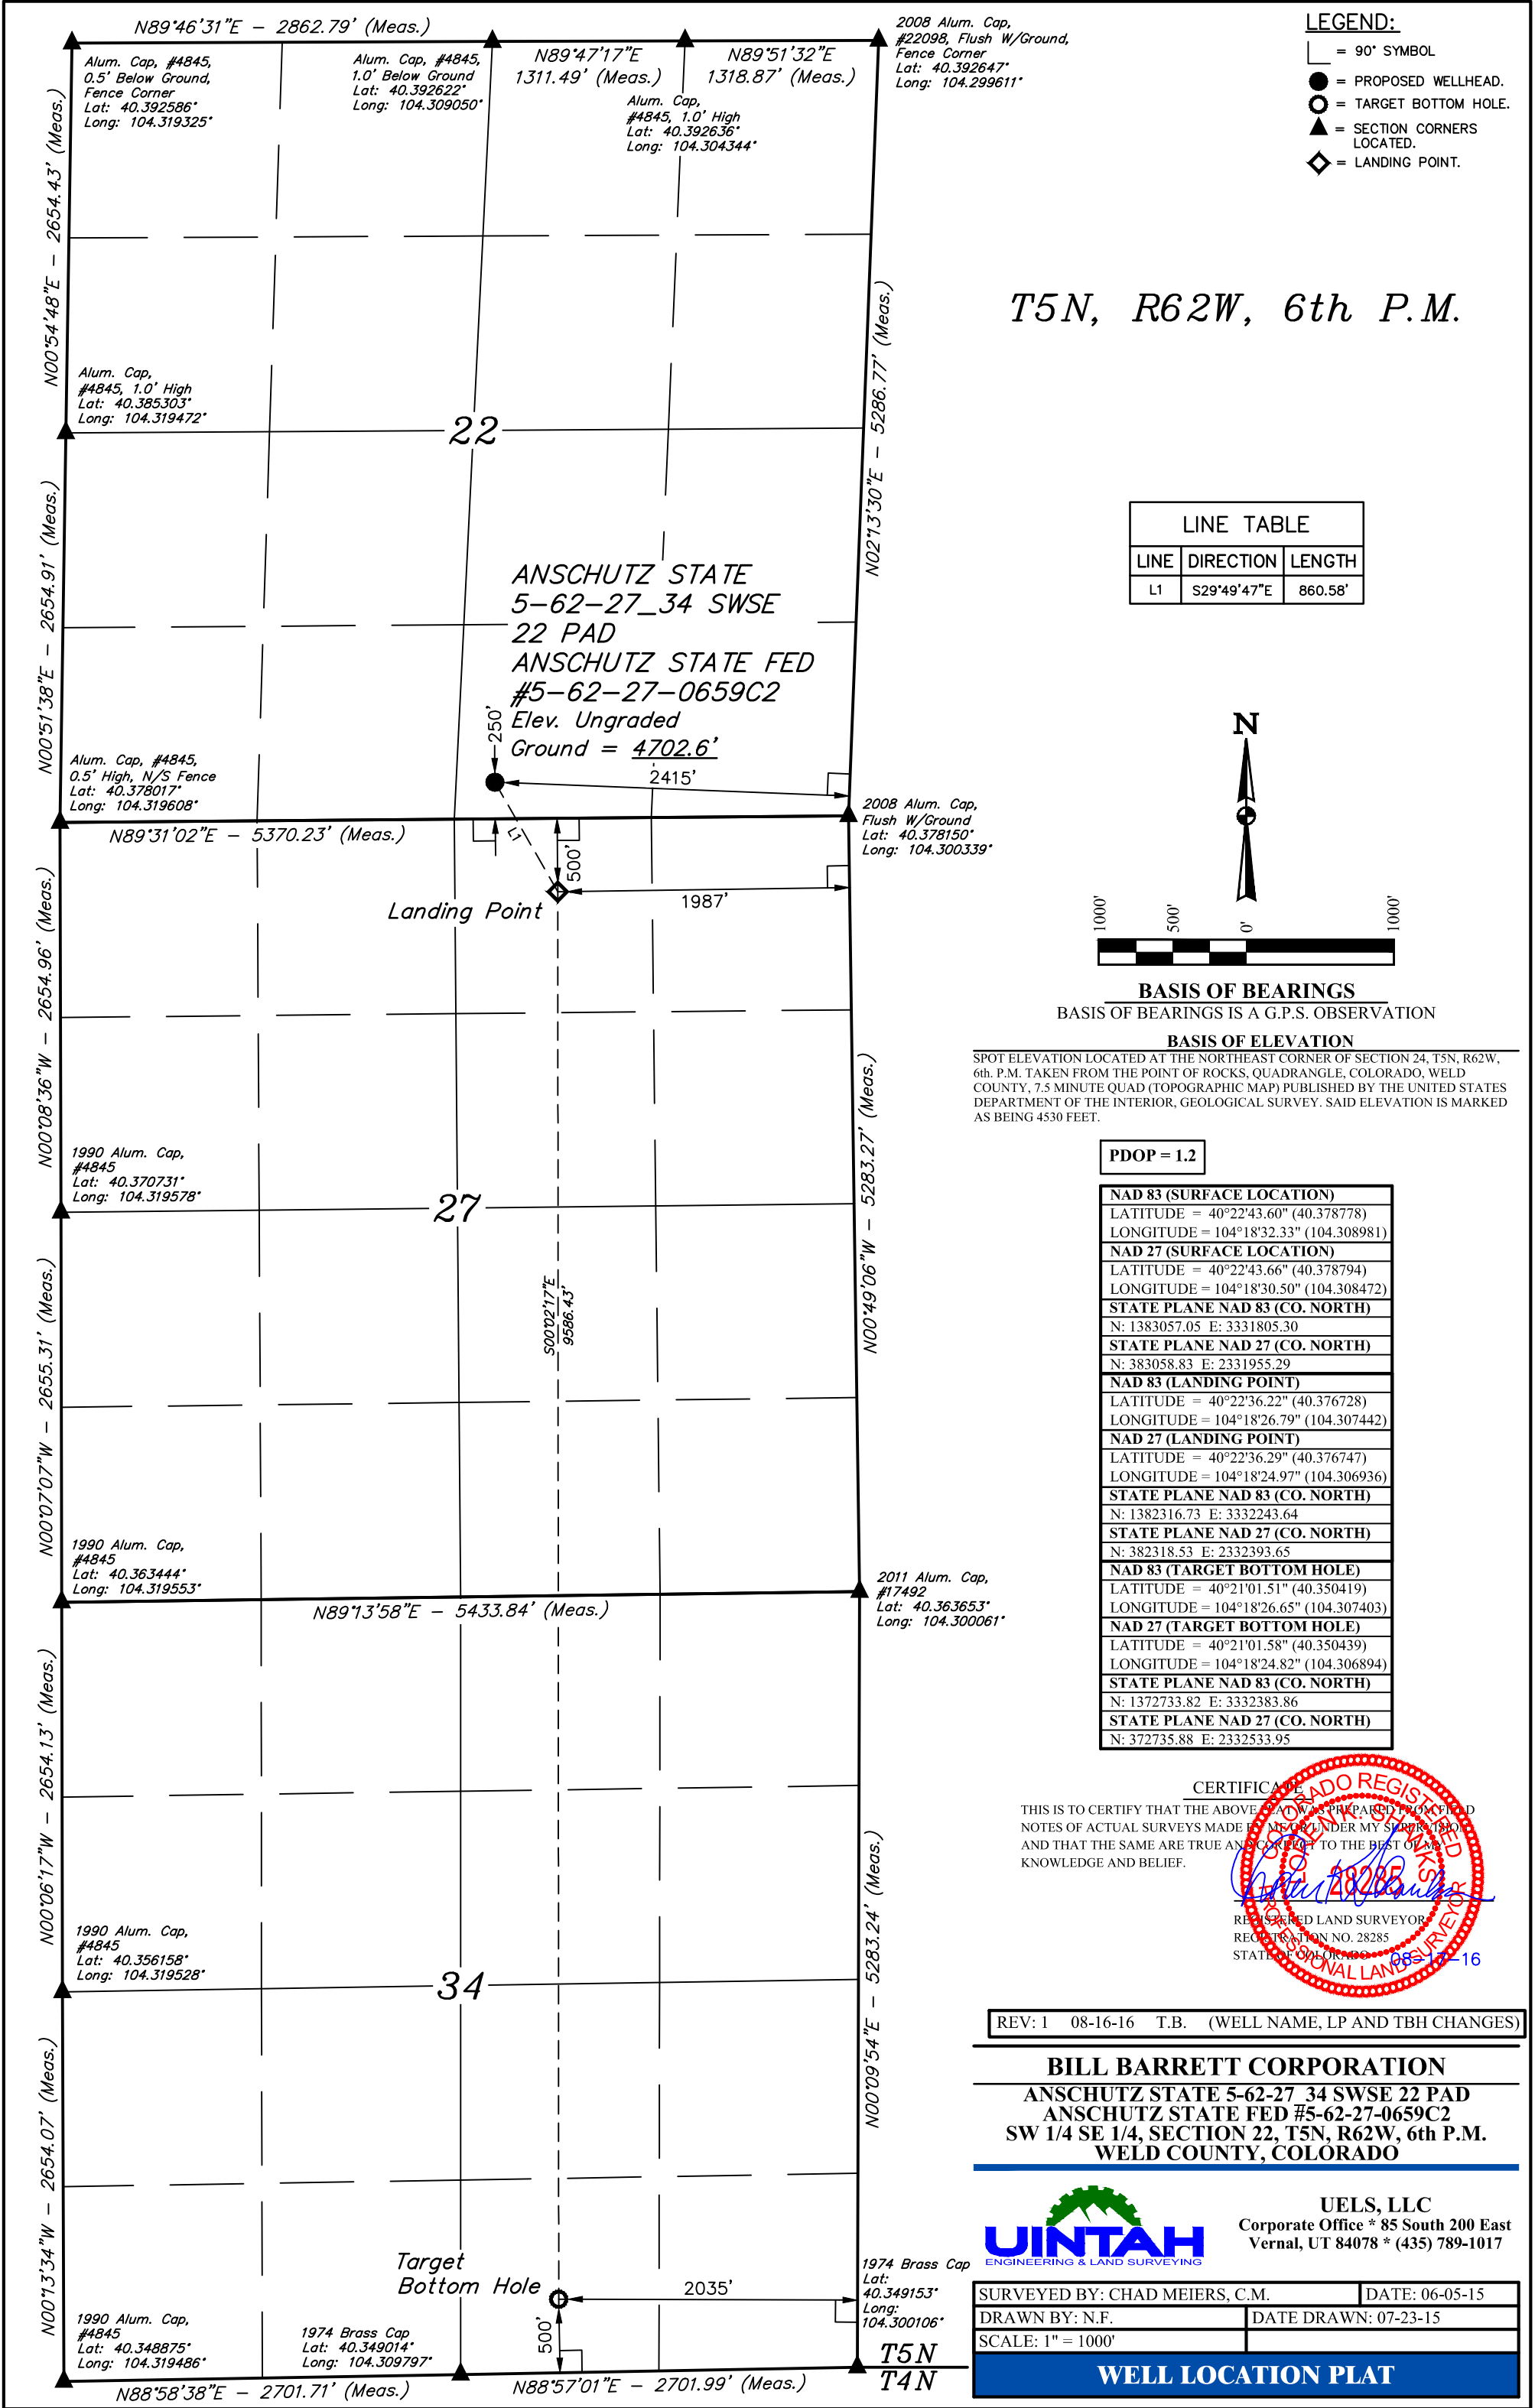 N89°46'31"E - 2862.79' (Meas.)
Alum. Cap, #4845,
0.5' Below Ground,
Fence Corner
Lat: 40.392586°
Long: 104.319325°
Alum. Cap, #4845,
1.0' Below Ground
Lat: 40.392622°
Long: 104.309050°
N89°47'17"E
1311.49' (Meas.)
N89°51'32"E
1318.87' (Meas.)
Alum. Cap,
#4845, 1.0' High
Lat: 40.392636°
Long: 104.304344°
2008 Alum. Cap,
#22098, Flush W/Ground,
Fence Corner
Lat: 40.392647°
Long: 104.299611°
LEGEND:
= 90° SYMBOL
= PROPOSED WELLHEAD.
= TARGET BOTTOM HOLE.
= SECTION CORNERS
LOCATED.
= LANDING POINT.
N00°54'48"E - 2654.43' (Meas.)
T5N, R62W, 6th P.M.
Alum. Cap,
#4845, 1.0' High
Lat: 40.385303°
Long: 104.319472°
22
N02°13'30"E - 5286.77' (Meas.)
N00°51'38"E - 2654.91' (Meas.)
LINE TABLE
LINE DIRECTION LENGTH
L1 S29°49'47"E 860.58'
ANSCHUTZ STATE
5-62-27_34 SWSE
22 PAD
ANSCHUTZ STATE FED
#5-62-27-0659C2
Elev. Ungraded
Ground = 4702.6'
250'
2415'
Alum. Cap, #4845,
0.5' High, N/S Fence
Lat: 40.378017°
Long: 104.319608°
N89°31'02"E - 5370.23' (Meas.)
L1
500'
2008 Alum. Cap,
Flush W/Ground
Lat: 40.378150°
Long: 104.300339°
Landing Point
1987'
N
1000'
500'
0'
1000'
BASIS OF BEARINGS
BASIS OF BEARINGS IS A G.P.S. OBSERVATION
BASIS OF ELEVATION
SPOT ELEVATION LOCATED AT THE NORTHEAST CORNER OF SECTION 24, T5N, R62W,
6th. P.M. TAKEN FROM THE POINT OF ROCKS, QUADRANGLE, COLORADO, WELD
COUNTY, 7.5 MINUTE QUAD (TOPOGRAPHIC MAP) PUBLISHED BY THE UNITED STATES
DEPARTMENT OF THE INTERIOR, GEOLOGICAL SURVEY. SAID ELEVATION IS MARKED
AS BEING 4530 FEET.
N00°08'36"W - 2654.96' (Meas.)
1990 Alum. Cap,
#4845
Lat: 40.370731°
Long: 104.319578°
27
N00°49'06"W - 5283.27' (Meas.)
S00°02'17"E
9586.43'
N00°07'07"W - 2655.31' (Meas.)
PDOP = 1.2
NAD 83 (SURFACE LOCATION)
LATITUDE = 40°22'43.60" (40.378778)
LONGITUDE = 104°18'32.33" (104.308981)
NAD 27 (SURFACE LOCATION)
LATITUDE = 40°22'43.66" (40.378794)
LONGITUDE = 104°18'30.50" (104.308472)
STATE PLANE NAD 83 (CO. NORTH)
N: 1383057.05 E: 3331805.30
STATE PLANE NAD 27 (CO. NORTH)
N: 383058.83 E: 2331955.29
NAD 83 (LANDING POINT)
LATITUDE = 40°22'36.22" (40.376728)
LONGITUDE = 104°18'26.79" (104.307442)
NAD 27 (LANDING POINT)
LATITUDE = 40°22'36.29" (40.376747)
LONGITUDE = 104°18'24.97" (104.306936)
STATE PLANE NAD 83 (CO. NORTH)
N: 1382316.73 E: 3332243.64
STATE PLANE NAD 27 (CO. NORTH)
N: 382318.53 E: 2332393.65
NAD 83 (TARGET BOTTOM HOLE)
LATITUDE = 40°21'01.51" (40.350419)
LONGITUDE = 104°18'26.65" (104.307403)
NAD 27 (TARGET BOTTOM HOLE)
LATITUDE = 40°21'01.58" (40.350439)
LONGITUDE = 104°18'24.82" (104.306894)
STATE PLANE NAD 83 (CO. NORTH)
N: 1372733.82 E: 3332383.86
STATE PLANE NAD 27 (CO. NORTH)
N: 372735.88 E: 2332533.95
1990 Alum. Cap,
#4845
Lat: 40.363444°
Long: 104.319553°
N89°13'58"E - 5433.84' (Meas.)
2011 Alum. Cap,
#17492
Lat: 40.363653°
Long: 104.300061°
N00°06'17"W - 2654.13' (Meas.)
1990 Alum. Cap,
#4845
Lat: 40.356158°
Long: 104.319528°
34
N00°09'54"E - 5283.24' (Meas.)
CERTIFICATE
THIS IS TO CERTIFY THAT THE ABOVE PLAT WAS PREPARED FROM FIELD
NOTES OF ACTUAL SURVEYS MADE BY ME OR UNDER MY SUPERVISION
AND THAT THE SAME ARE TRUE AND CORRECT TO THE BEST OF MY
KNOWLEDGE AND BELIEF.
COLORADO REGISTERED
LOREN K. SHANKS
28285
PROFESSIONAL LAND SURVEYOR
REGISTERED LAND SURVEYOR
REGISTRATION NO. 28285
STATE OF COLORADO
N00°13'34"W - 2654.07' (Meas.)
REV: 1 08-16-16 T.B. (WELL NAME, LP AND TBH CHANGES)
BILL BARRETT CORPORATION
ANSCHUTZ STATE 5-62-27_34 SWSE 22 PAD
ANSCHUTZ STATE FED #5-62-27-0659C2
SW 1/4 SE 1/4, SECTION 22, T5N, R62W, 6th P.M.
WELD COUNTY, COLORADO
UINTAH
ENGINEERING & LAND SURVEYING
UELS, LLC
Corporate Office * 85 South 200 East
Vernal, UT 84078 * (435) 789-1017
Target
Bottom Hole
2035'
500'
1974 Brass Cap
Lat:
40.349153°
Long:
104.300106°
1990 Alum. Cap,
#4845
Lat: 40.348875°
Long: 104.319486°
1974 Brass Cap
Lat: 40.349014°
Long: 104.309797°
T5N
T4N
N88°58'38"E - 2701.71' (Meas.)
N88°57'01"E - 2701.99' (Meas.)
SURVEYED BY: CHAD MEIERS, C.M. DATE: 06-05-15
DRAWN BY: N.F. DATE DRAWN: 07-23-15
SCALE: 1" = 1000'
WELL LOCATION PLAT